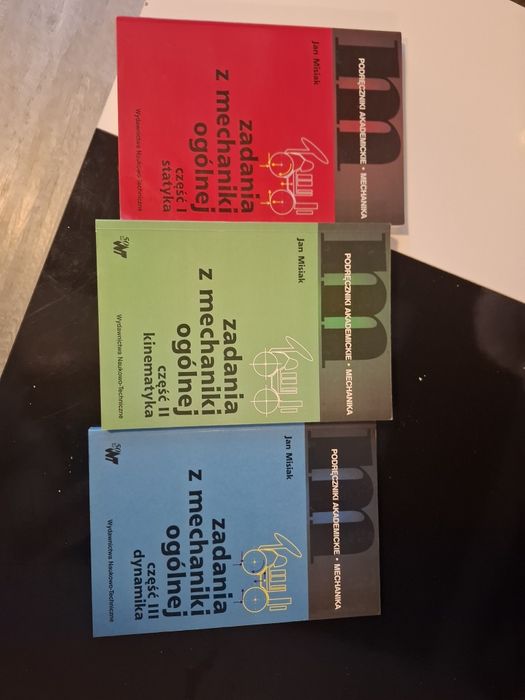 PODRĘCZNIKI AKADEMICKIE • MECHANIKA
m
Jan Misiak
zadania
z mechaniki
ogólnej
część I
statyka
Wydawnictwa Naukowo-Techniczne
PODRĘCZNIKI AKADEMICKIE • MECHANIKA
m
Jan Misiak
zadania
z mechaniki
ogólnej
część II
kinematyka
Wydawnictwa Naukowo-Techniczne
PODRĘCZNIKI AKADEMICKIE • MECHANIKA
m
Jan Misiak
zadania
z mechaniki
ogólnej
część III
dynamika
Wydawnictwa Naukowo-Techniczne